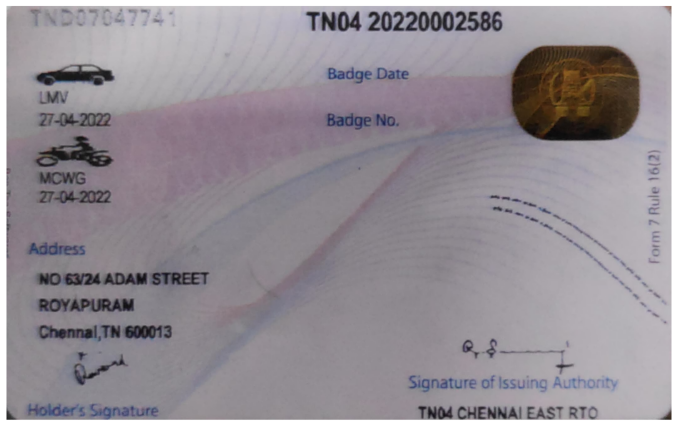 TND07047741
TN04 20220002586
Badge Date
LMV
27-04-2022
Badge No.
MCWG
27-04-2022
Form 7 Rule 16(2)
Address
NO 63/24 ADAM STREET
ROYAPURAM
Chennai,TN 600013
Signature of Issuing Authority
Holder's Signature
TN04 CHENNAI EAST RTO